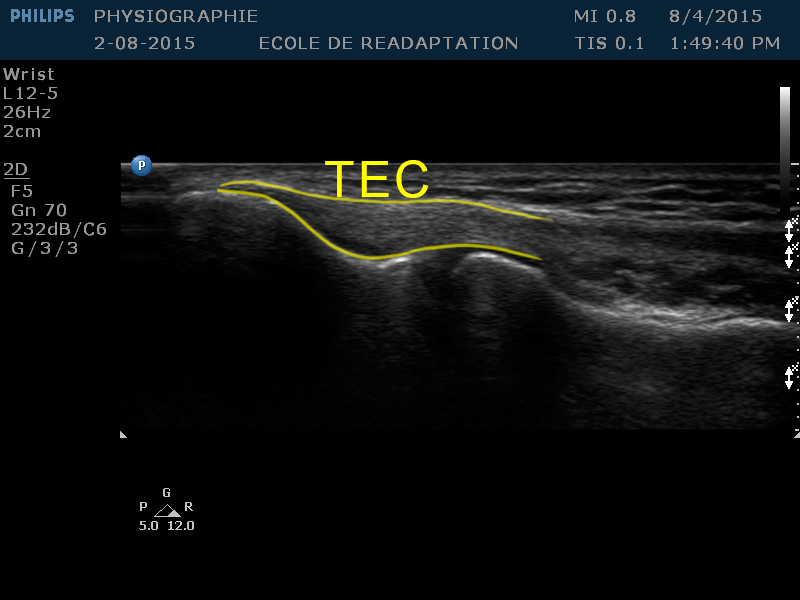 PHILIPS PHYSIOGRAPHIE MI 0.8 8/4/2015
2-08-2015 ECOLE DE READAPTATION TIS 0.1 1:49:40 PM
Wrist
L12-5
26Hz
2cm
2D
F5
Gn 70
232dB/C6
G/3/3
P
TEC
G
P R
5.0 12.0